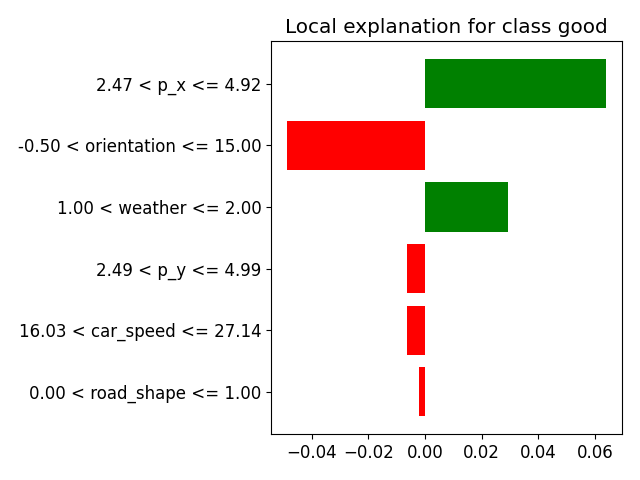 Local explanation for class good
2.47 < p_x <= 4.92
-0.50 < orientation <= 15.00
1.00 < weather <= 2.00
2.49 < p_y <= 4.99
16.03 < car_speed <= 27.14
0.00 < road_shape <= 1.00
−0.04 −0.02 0.00 0.02 0.04 0.06